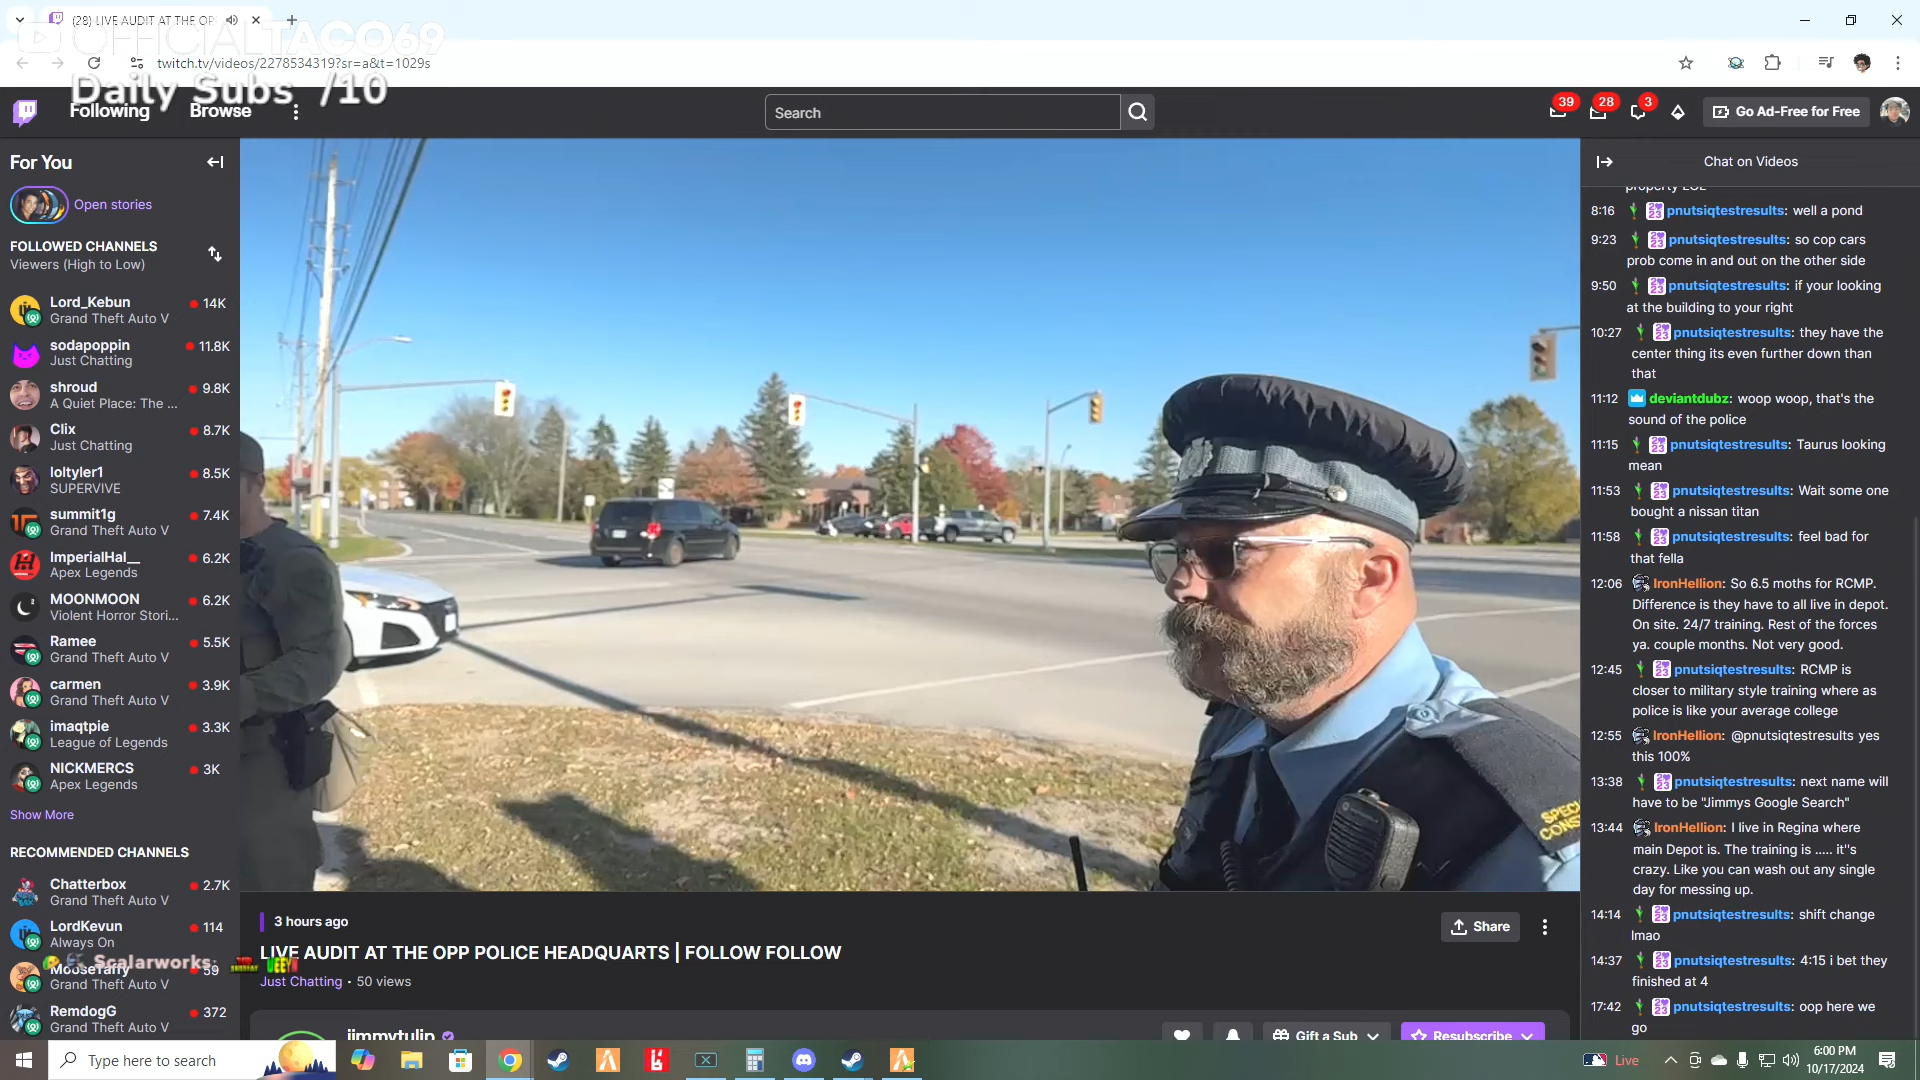 (28) LIVE AUDIT AT THE OP
OFFICIALTACO69
twitch.tv/videos/2278534319?sr=a&t=1029s
Daily Subs /10
Following
Browse
Search
39
28
3
Go Ad-Free for Free
For You
Open stories
FOLLOWED CHANNELS
Viewers (High to Low)
Lord_Kebun
14K
Grand Theft Auto V
sodapoppin
11.8K
Just Chatting
shroud
9.8K
A Quiet Place: The ...
Clix
8.7K
Just Chatting
loltyler1
8.5K
SUPERVIVE
summit1g
7.4K
Grand Theft Auto V
ImperialHal__
6.2K
Apex Legends
MOONMOON
6.2K
Violent Horror Stori...
Ramee
5.5K
Grand Theft Auto V
carmen
3.9K
Grand Theft Auto V
imaqtpie
3.3K
League of Legends
NICKMERCS
3K
Apex Legends
Show More
RECOMMENDED CHANNELS
Chatterbox
2.7K
Grand Theft Auto V
LordKevun
114
Always On
Scalarworks:
MooseTaffy
59
Grand Theft Auto V
RemdogG
372
Grand Theft Auto V
SPECI
CONS
3 hours ago
LIVE AUDIT AT THE OPP POLICE HEADQUARTS | FOLLOW FOLLOW
Just Chatting • 50 views
Share
jimmytulip
Gift a Sub
Resubscribe
Chat on Videos
property LOL
8:16 pnutsiqtestresults: well a pond
9:23 pnutsiqtestresults: so cop cars
prob come in and out on the other side
9:50 pnutsiqtestresults: if your looking
at the building to your right
10:27 pnutsiqtestresults: they have the
center thing its even further down than
that
11:12 deviantdubz: woop woop, that's the
sound of the police
11:15 pnutsiqtestresults: Taurus looking
mean
11:53 pnutsiqtestresults: Wait some one
bought a nissan titan
11:58 pnutsiqtestresults: feel bad for
that fella
12:06 IronHellion: So 6.5 moths for RCMP.
Difference is they have to all live in depot.
On site. 24/7 training. Rest of the forces
ya. couple months. Not very good.
12:45 pnutsiqtestresults: RCMP is
closer to military style training where as
police is like your average college
12:55 IronHellion: @pnutsiqtestresults yes
this 100%
13:38 pnutsiqtestresults: next name will
have to be "Jimmys Google Search"
13:44 IronHellion: I live in Regina where
main Depot is. The training is ..... it"s
crazy. Like you can wash out any single
day for messing up.
14:14 pnutsiqtestresults: shift change
lmao
14:37 pnutsiqtestresults: 4:15 i bet they
finished at 4
17:42 pnutsiqtestresults: oop here we
go
Type here to search
Live
6:00 PM
10/17/2024